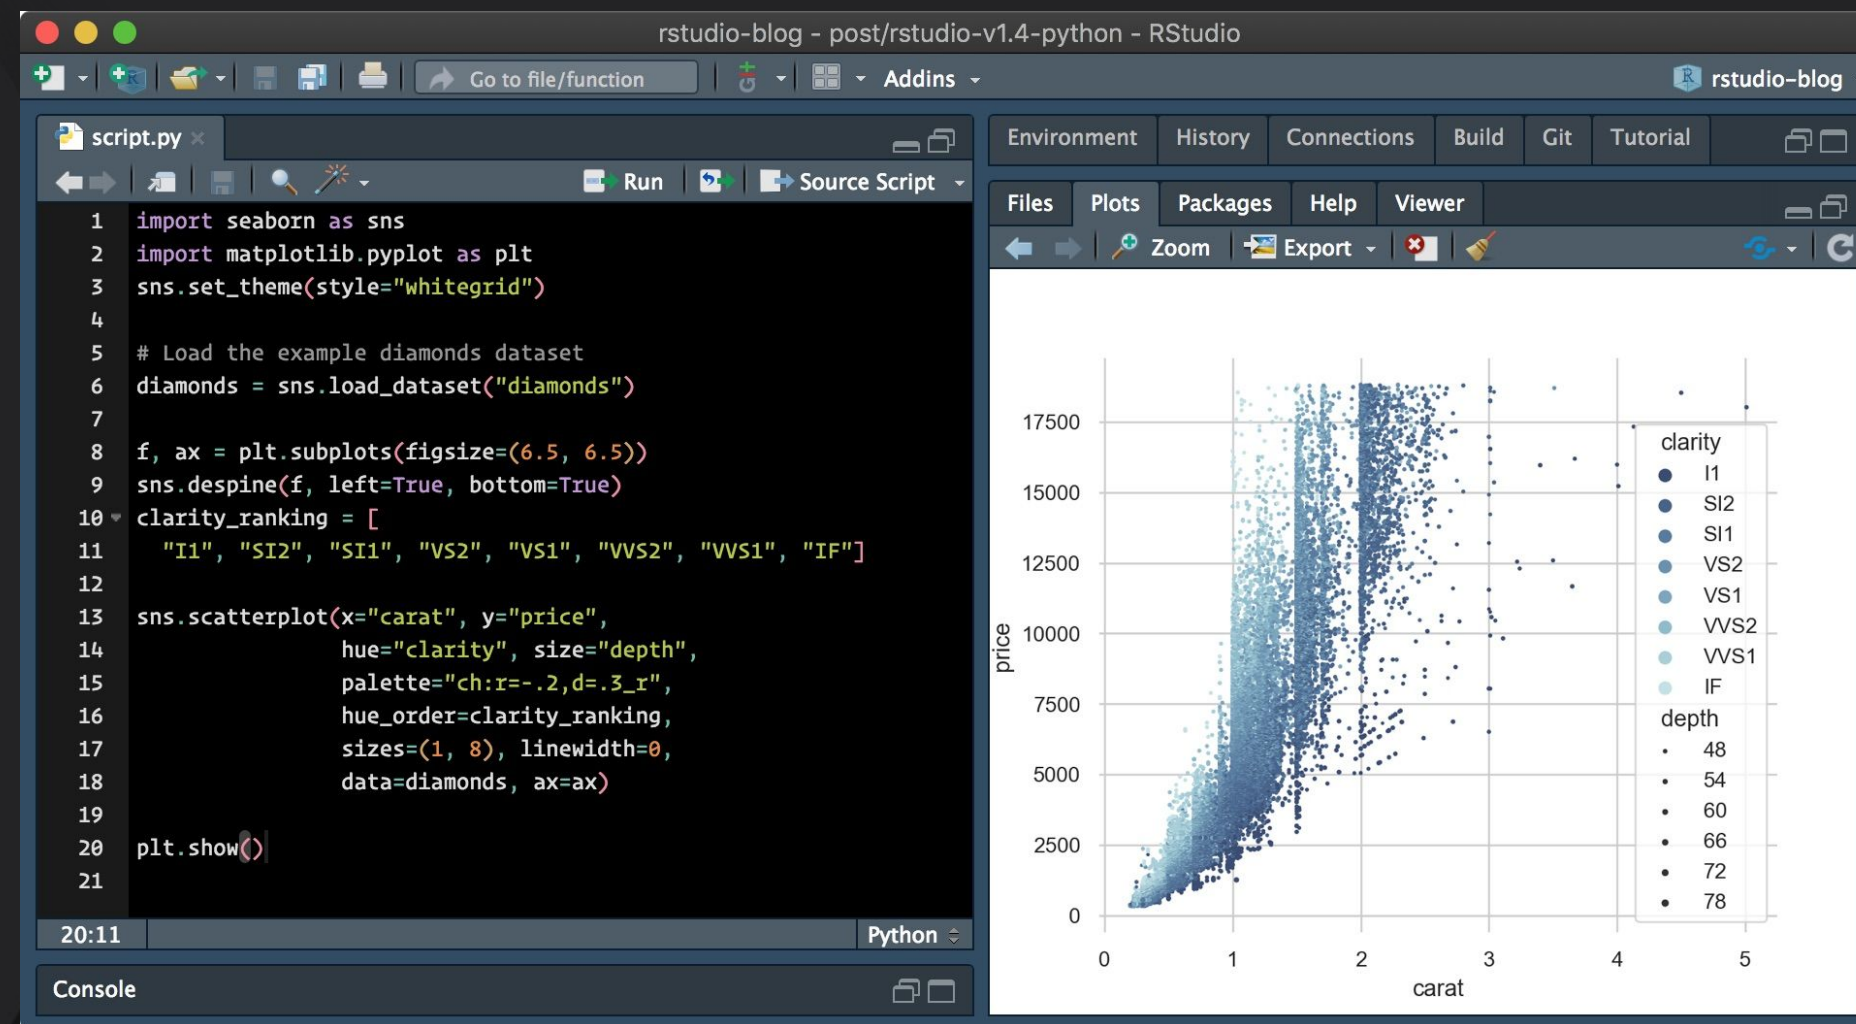 rstudio-blog - post/rstudio-v1.4-python - RStudio
Go to file/function
Addins
rstudio-blog
script.py
Run
Source Script
1 import seaborn as sns
2 import matplotlib.pyplot as plt
3 sns.set_theme(style="whitegrid")
4
5 # Load the example diamonds dataset
6 diamonds = sns.load_dataset("diamonds")
7
8 f, ax = plt.subplots(figsize=(6.5, 6.5))
9 sns.despine(f, left=True, bottom=True)
10 clarity_ranking = [
11 "I1", "SI2", "SI1", "VS2", "VS1", "VVS2", "VVS1", "IF"]
12
13 sns.scatterplot(x="carat", y="price",
14 hue="clarity", size="depth",
15 palette="ch:r=-.2,d=.3_r",
16 hue_order=clarity_ranking,
17 sizes=(1, 8), linewidth=0,
18 data=diamonds, ax=ax)
19
20 plt.show()
21
20:11
Python
Console
Environment History Connections Build Git Tutorial
Files Plots Packages Help Viewer
Zoom Export
17500
15000
12500
10000
7500
5000
2500
0
price
0 1 2 3 4 5
carat
clarity
I1
SI2
SI1
VS2
VS1
VVS2
VVS1
IF
depth
48
54
60
66
72
78